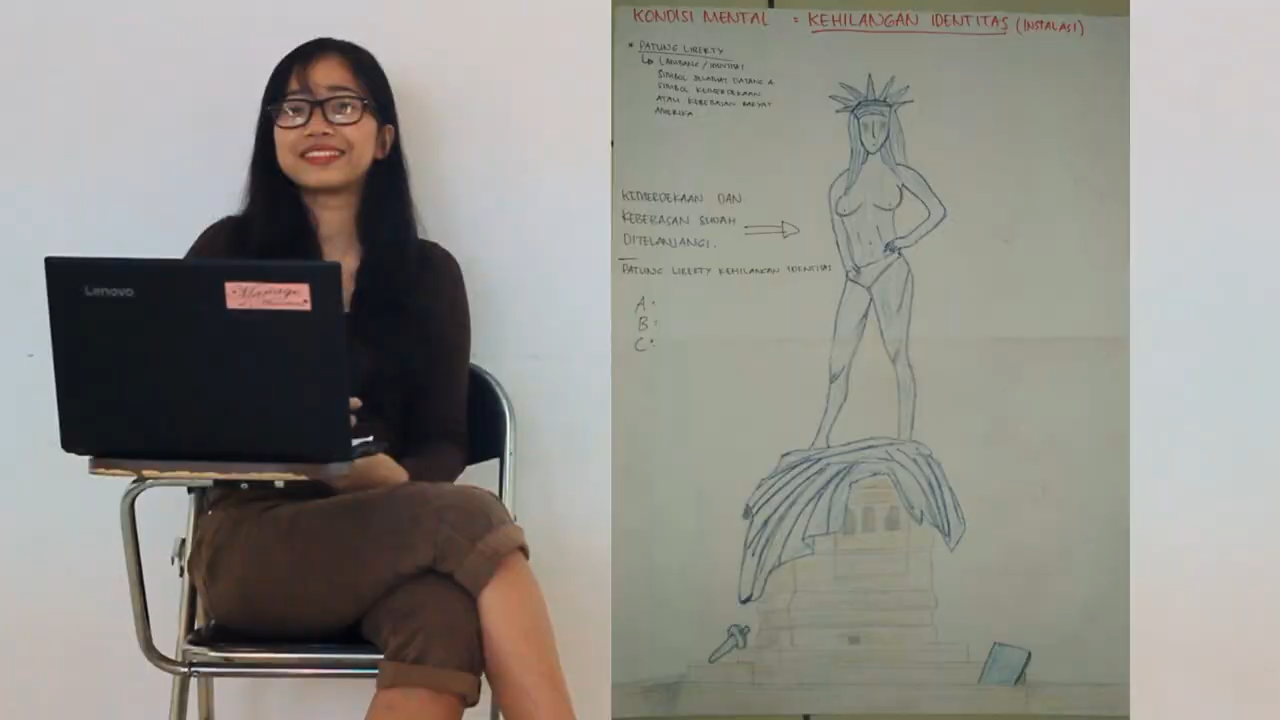 KONDISI MENTAL = KEHILANGAN IDENTITAS (INSTALASI)
* PATUNG LIBERTY
LAMBANG / IDENTITAS
SIMBOL SELAMAT DATANG &
SIMBOL KEMERDEKAAN
ATAU KEBEBASAN RAKYAT
AMERIKA
KEMERDEKAAN DAN
KEBEBASAN SUDAH
DITELANJANGI.
PATUNG LIBERTY KEHILANGAN IDENTITAS
A :
B :
C :
Lenovo